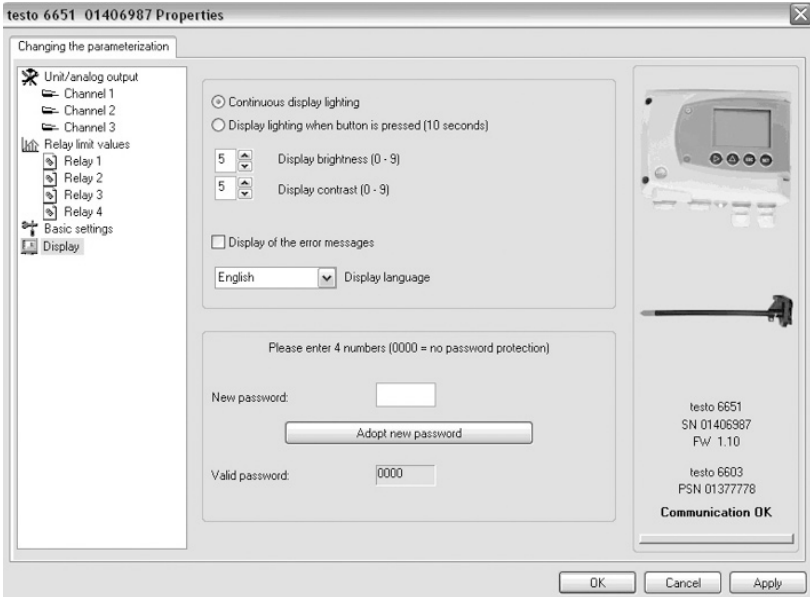 testo 6651 01406987 Properties
Changing the parameterization
Unit/analog output
Channel 1
Channel 2
Channel 3
Relay limit values
Relay 1
Relay 2
Relay 3
Relay 4
Basic settings
Display
Continuous display lighting
Display lighting when button is pressed (10 seconds)
5 Display brightness (0 - 9)
5 Display contrast (0 - 9)
Display of the error messages
English Display language
Please enter 4 numbers (0000 = no password protection)
New password:
Adopt new password
Valid password: 0000
testo 6651
SN 01406987
FW 1.10
testo 6603
PSN 01377778
Communication OK
OK Cancel Apply